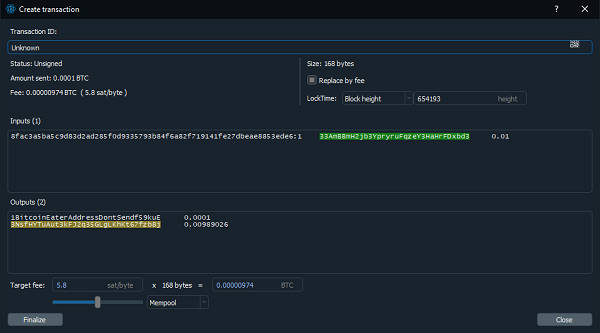 Create transaction
Transaction ID:
Unknown
Status: Unsigned
Amount sent: 0.0001 BTC
Fee: 0.00000974 BTC ( 5.8 sat/byte )
Size: 168 bytes
Replace by fee
LockTime: Block height 654193 height
Inputs (1)
8fac3a5ba5c9d83d2ad285f0d9335793b84f6a82f719141fe27dbeae8853ede6:1 33AmBBmH2jb3YpryruFqzeY3HaHrFDxbd3 0.01
Outputs (2)
1BitcoinEaterAddressDontSendf59kuE 0.0001
3NsfHYTuAut3kFJ2q35GLgLKhKt67fzb8j 0.00989026
Target fee: 5.8 sat/byte x 168 bytes = 0.00000974 BTC
Mempool
Finalize Close